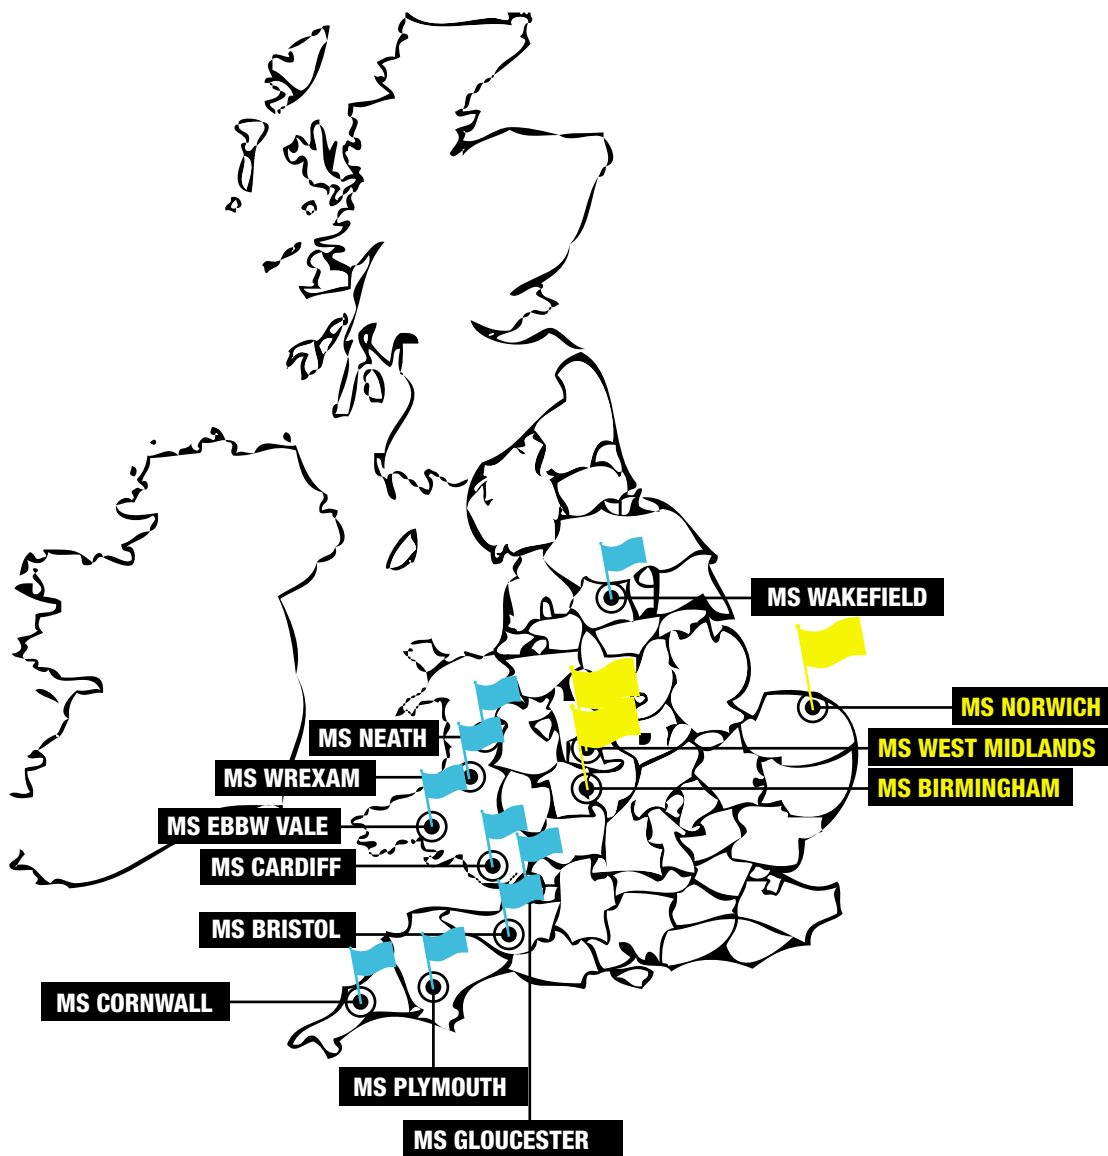 MS WAKEFIELD
MS NORWICH
MS NEATH
MS WEST MIDLANDS
MS WREXAM
MS BIRMINGHAM
MS EBBW VALE
MS CARDIFF
MS BRISTOL
MS CORNWALL
MS PLYMOUTH
MS GLOUCESTER